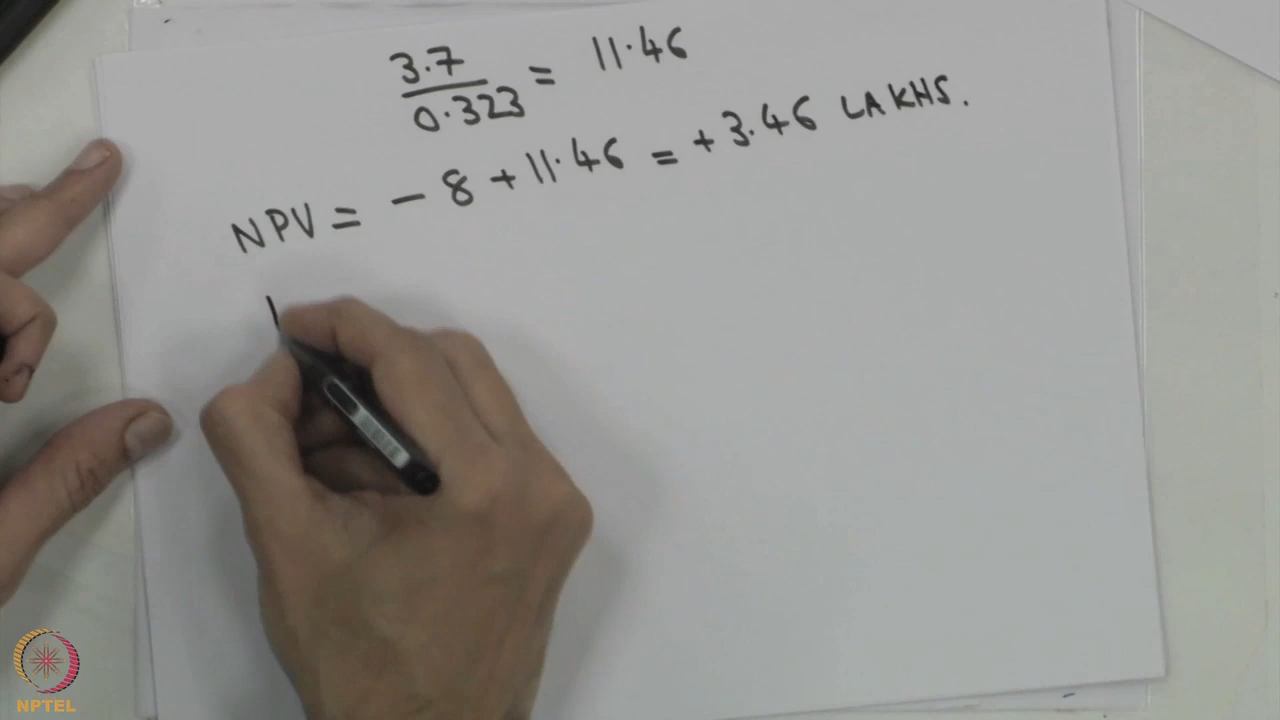 3.7 / 0.323 = 11.46
NPV = - 8 + 11.46 = + 3.46 LAKHS.
NPTEL